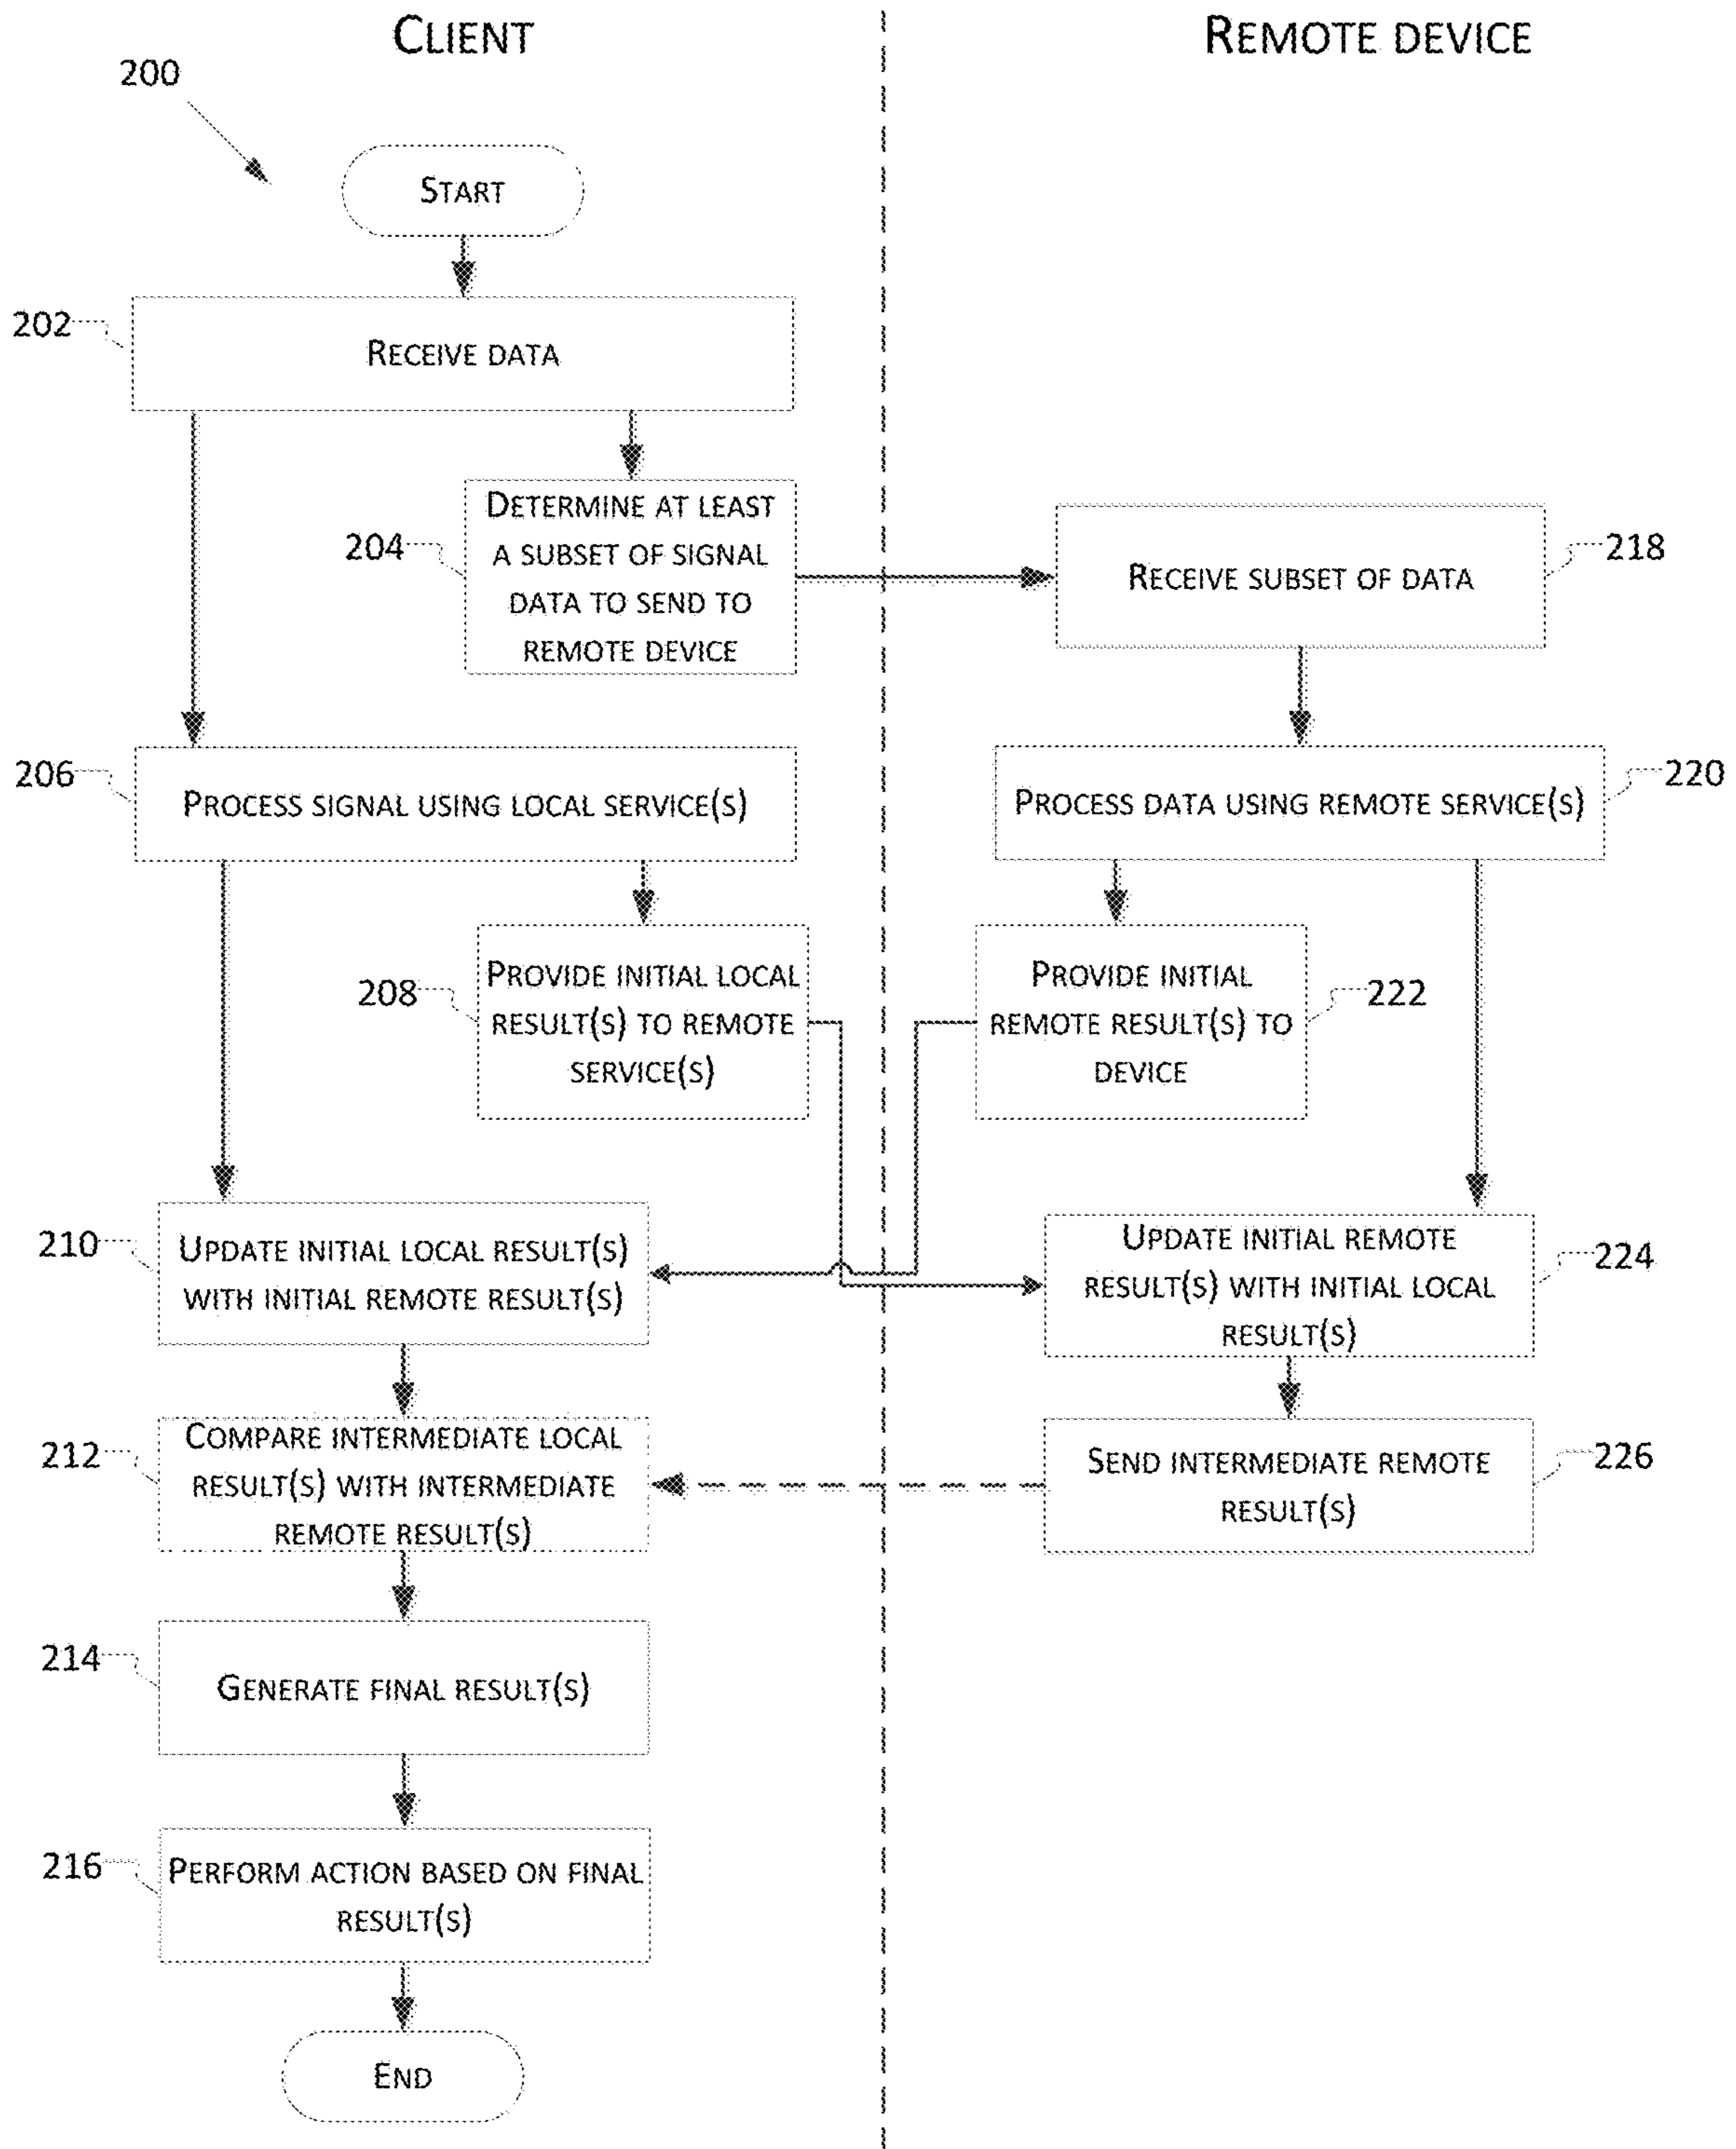 CLIENT
REMOTE DEVICE
200
START
202
RECEIVE DATA
204
DETERMINE AT LEAST
A SUBSET OF SIGNAL
DATA TO SEND TO
REMOTE DEVICE
RECEIVE SUBSET OF DATA
218
206
PROCESS SIGNAL USING LOCAL SERVICE(S)
PROCESS DATA USING REMOTE SERVICE(S)
220
208
PROVIDE INITIAL LOCAL
RESULT(S) TO REMOTE
SERVICE(S)
PROVIDE INITIAL
REMOTE RESULT(S) TO
DEVICE
222
210
UPDATE INITIAL LOCAL RESULT(S)
WITH INITIAL REMOTE RESULT(S)
UPDATE INITIAL REMOTE
RESULT(S) WITH INITIAL LOCAL
RESULT(S)
224
212
COMPARE INTERMEDIATE LOCAL
RESULT(S) WITH INTERMEDIATE
REMOTE RESULT(S)
SEND INTERMEDIATE REMOTE
RESULT(S)
226
214
GENERATE FINAL RESULT(S)
216
PERFORM ACTION BASED ON FINAL
RESULT(S)
END